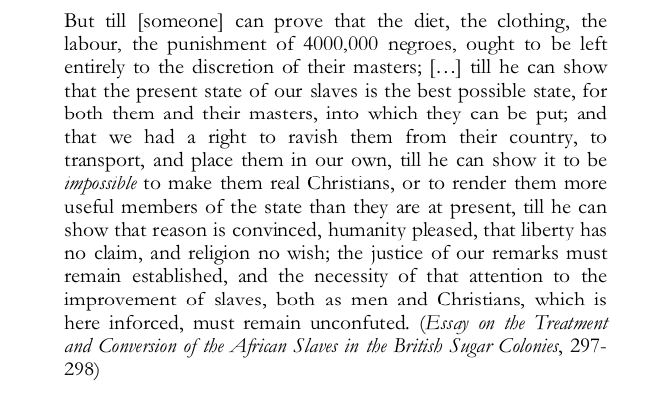 But till [someone] can prove that the diet, the clothing, the
labour, the punishment of 4000,000 negroes, ought to be left
entirely to the discretion of their masters; […] till he can show
that the present state of our slaves is the best possible state, for
both them and their masters, into which they can be put; and
that we had a right to ravish them from their country, to
transport, and place them in our own, till he can show it to be
impossible to make them real Christians, or to render them more
useful members of the state than they are at present, till he can
show that reason is convinced, humanity pleased, that liberty has
no claim, and religion no wish; the justice of our remarks must
remain established, and the necessity of that attention to the
improvement of slaves, both as men and Christians, which is
here inforced, must remain unconfuted. (Essay on the Treatment
and Conversion of the African Slaves in the British Sugar Colonies, 297-
298)